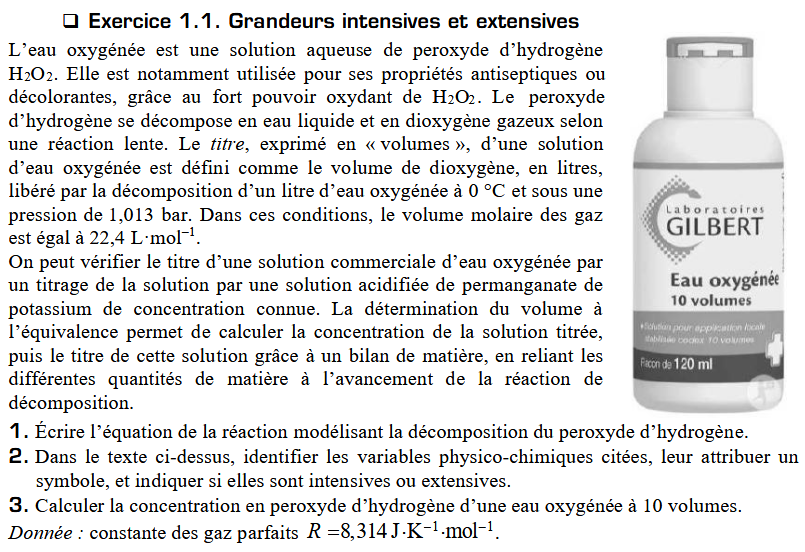 ❑ Exercice 1.1. Grandeurs intensives et extensives
L’eau oxygénée est une solution aqueuse de peroxyde d’hydrogène
H₂O₂. Elle est notamment utilisée pour ses propriétés antiseptiques ou
décolorantes, grâce au fort pouvoir oxydant de H₂O₂. Le peroxyde
d’hydrogène se décompose en eau liquide et en dioxygène gazeux selon
une réaction lente. Le titre, exprimé en « volumes », d’une solution
d’eau oxygénée est défini comme le volume de dioxygène, en litres,
libéré par la décomposition d’un litre d’eau oxygénée à 0 °C et sous une
pression de 1,013 bar. Dans ces conditions, le volume molaire des gaz
est égal à 22,4 L·mol⁻¹.
On peut vérifier le titre d’une solution commerciale d’eau oxygénée par
un titrage de la solution par une solution acidifiée de permanganate de
potassium de concentration connue. La détermination du volume à
l’équivalence permet de calculer la concentration de la solution titrée,
puis le titre de cette solution grâce à un bilan de matière, en reliant les
différentes quantités de matière à l’avancement de la réaction de
décomposition.
Laboratoires
GILBERT
Eau oxygénée
10 volumes
Solution pour application locale
stabilisée codex 10 volumes
Flacon de 120 ml
1. Écrire l’équation de la réaction modélisant la décomposition du peroxyde d’hydrogène.
2. Dans le texte ci-dessus, identifier les variables physico-chimiques citées, leur attribuer un
symbole, et indiquer si elles sont intensives ou extensives.
3. Calculer la concentration en peroxyde d’hydrogène d’une eau oxygénée à 10 volumes.
Donnée : constante des gaz parfaits R =8,314 J·K⁻¹·mol⁻¹.